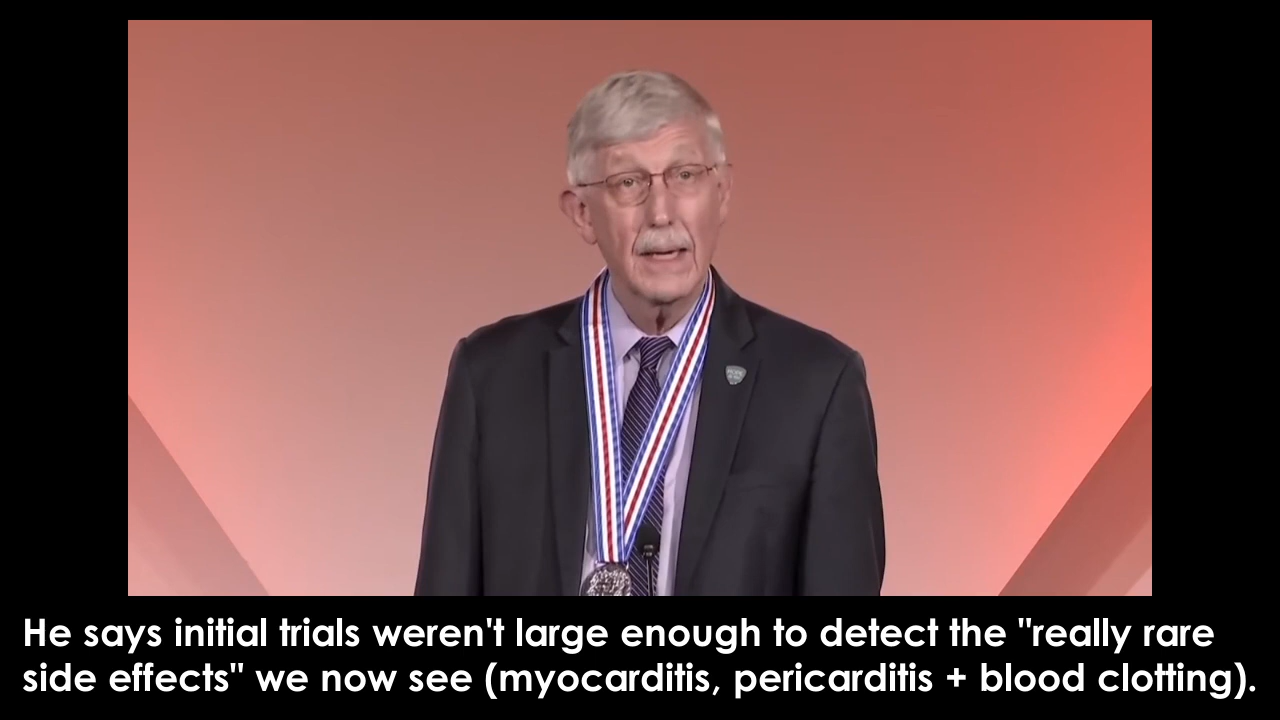 He says initial trials weren't large enough to detect the "really rare
side effects" we now see (myocarditis, pericarditis + blood clotting).